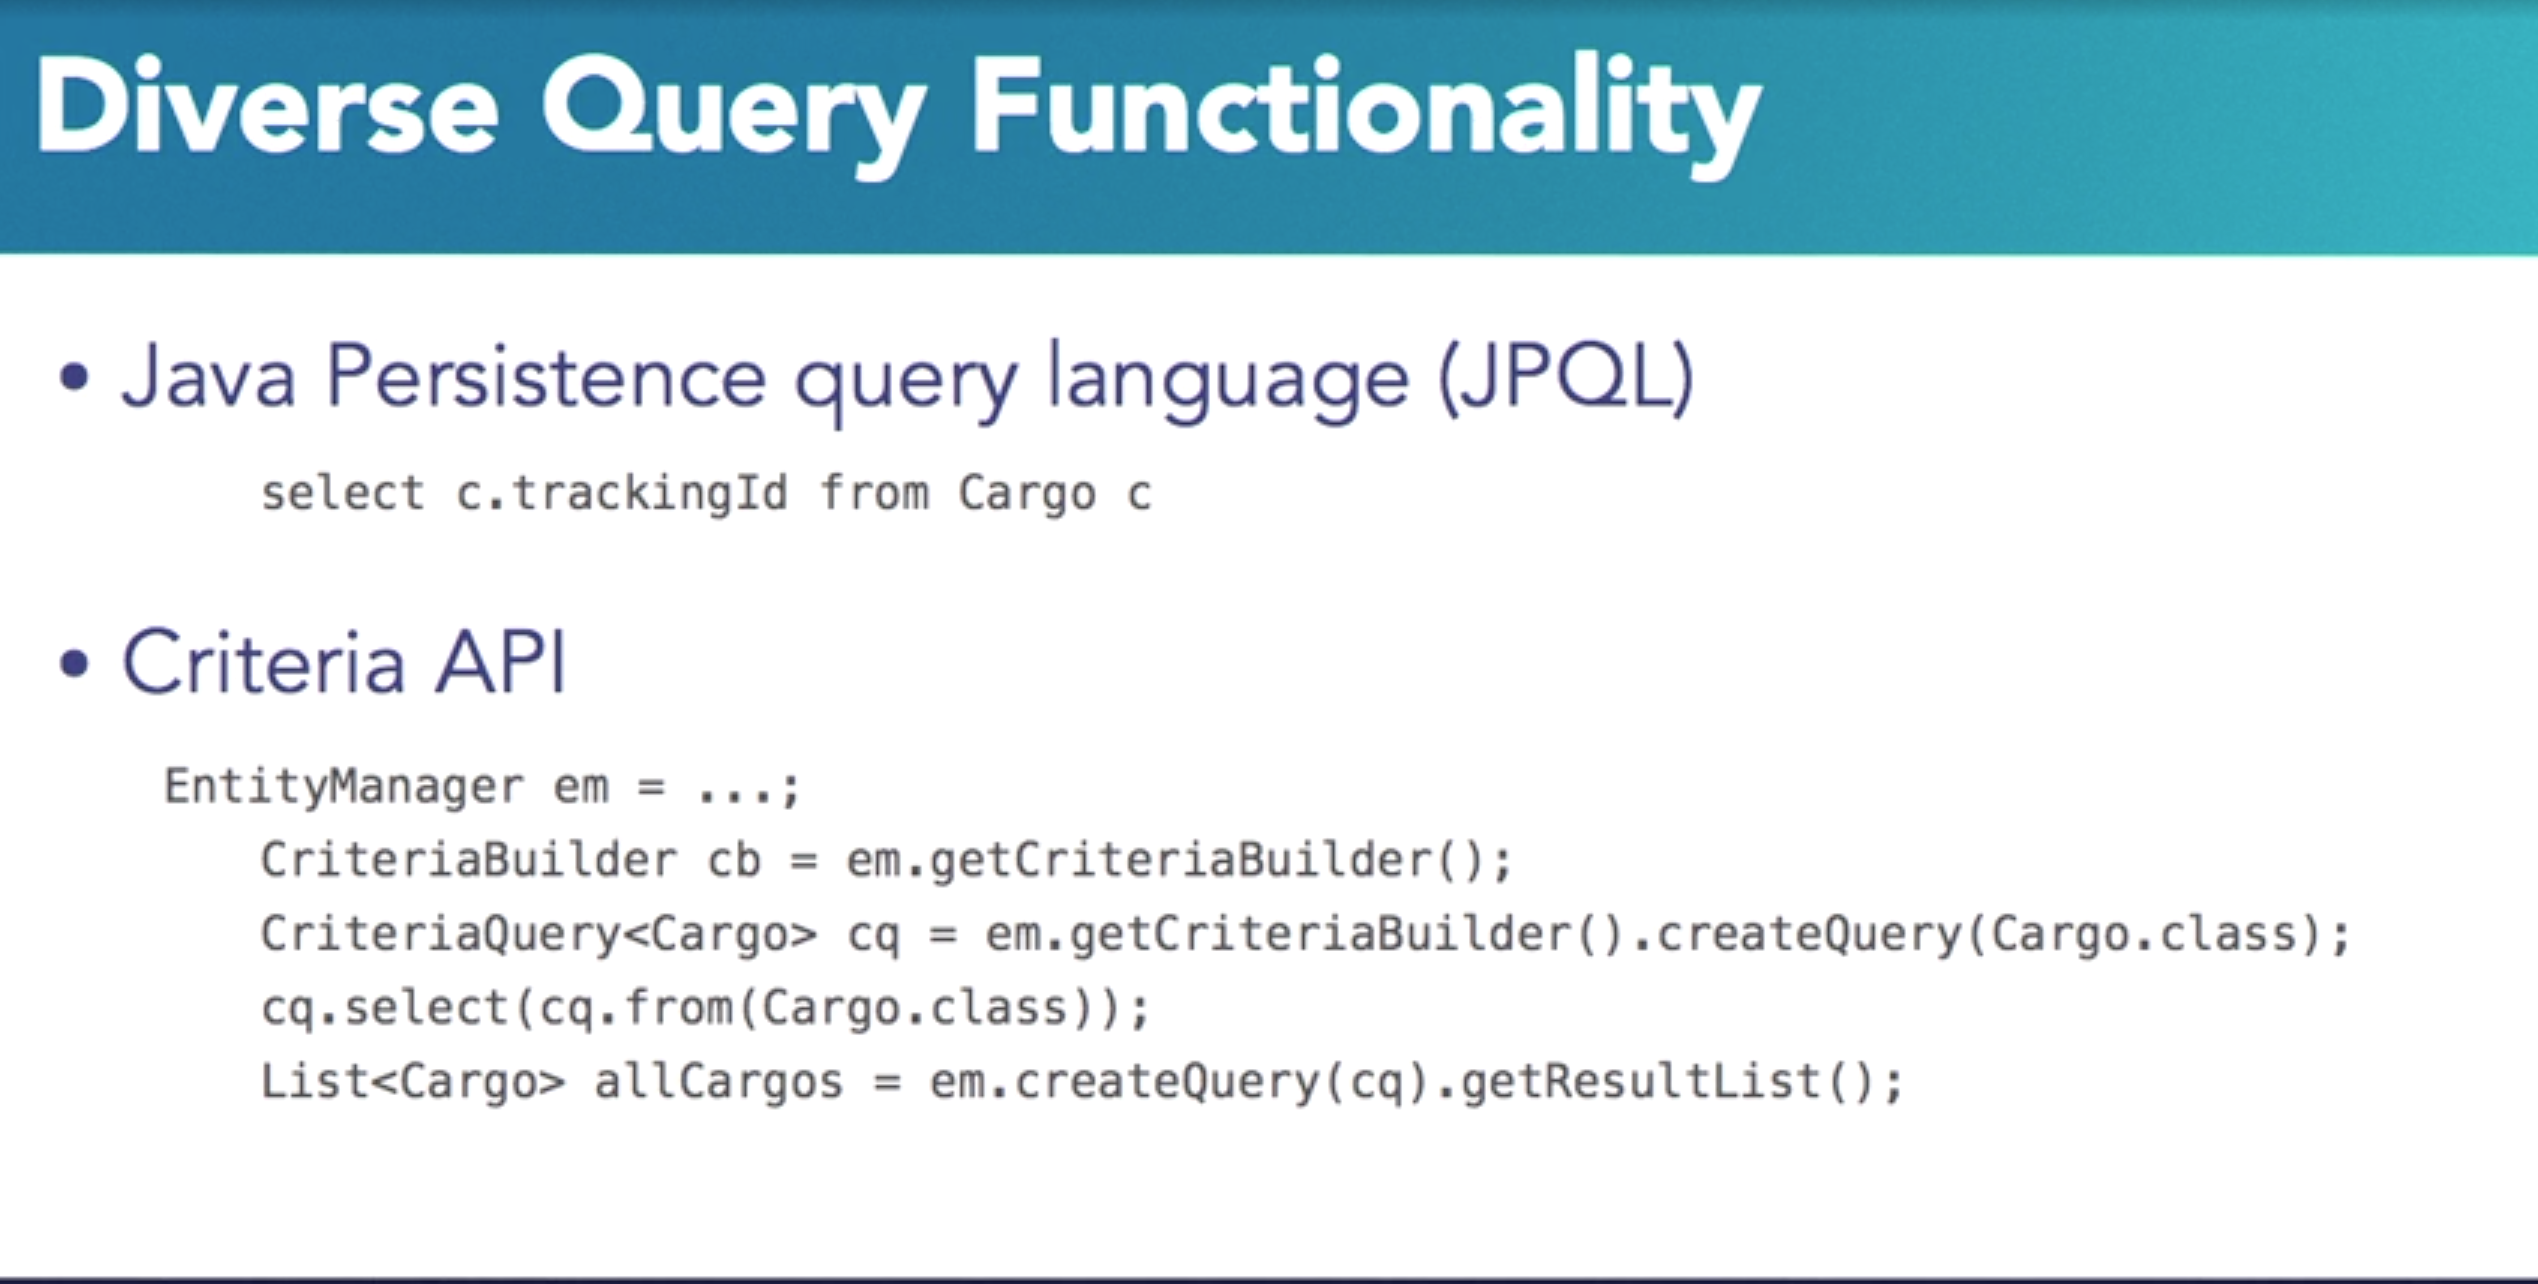 Diverse Query Functionality
• Java Persistence query language (JPQL)
select c.trackingId from Cargo c
• Criteria API
EntityManager em = ...;
CriteriaBuilder cb = em.getCriteriaBuilder();
CriteriaQuery<Cargo> cq = em.getCriteriaBuilder().createQuery(Cargo.class);
cq.select(cq.from(Cargo.class));
List<Cargo> allCargos = em.createQuery(cq).getResultList();